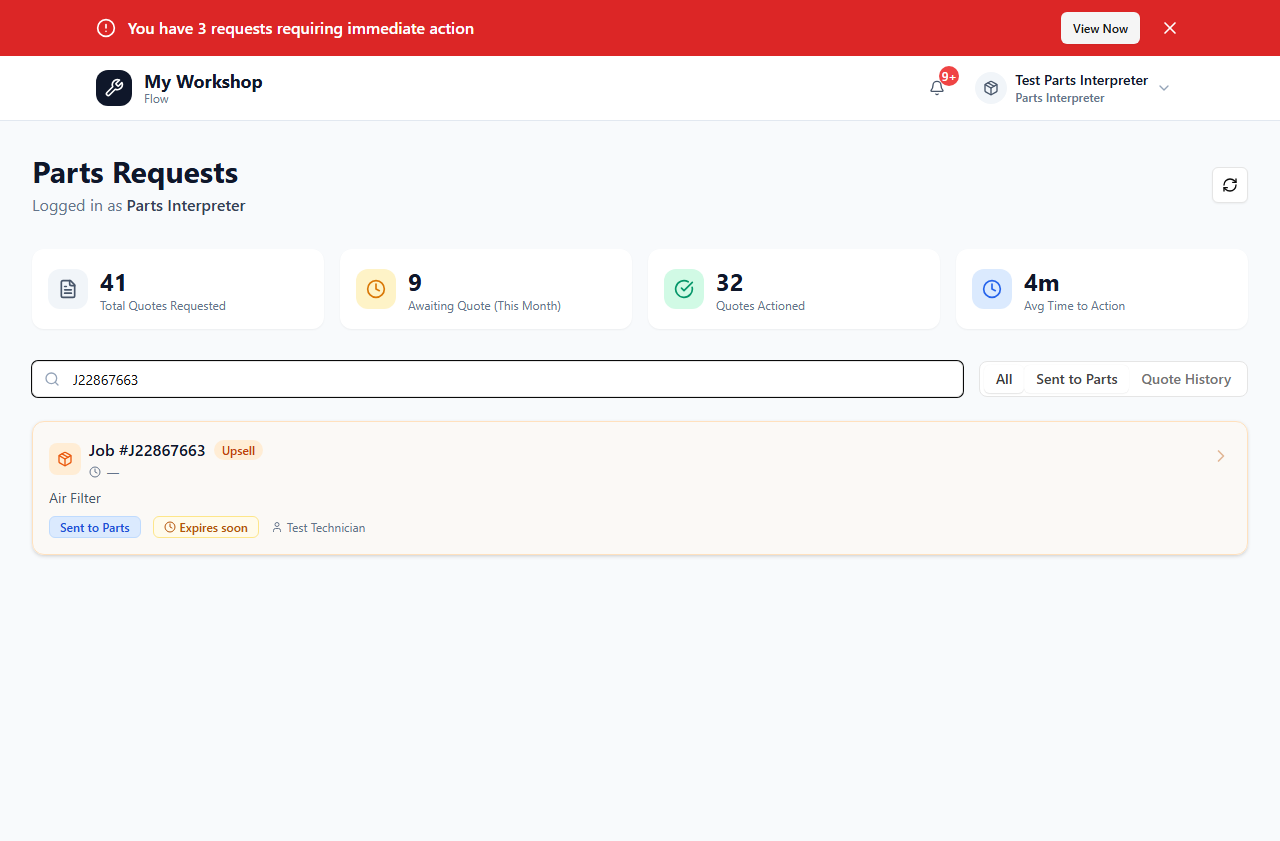 You have 3 requests requiring immediate action
View Now
My Workshop
Flow
9+
Test Parts Interpreter
Parts Interpreter
Parts Requests
Logged in as Parts Interpreter
41
Total Quotes Requested
9
Awaiting Quote (This Month)
32
Quotes Actioned
4m
Avg Time to Action
J22867663
All
Sent to Parts
Quote History
Job #J22867663
Upsell
—
Air Filter
Sent to Parts
Expires soon
Test Technician